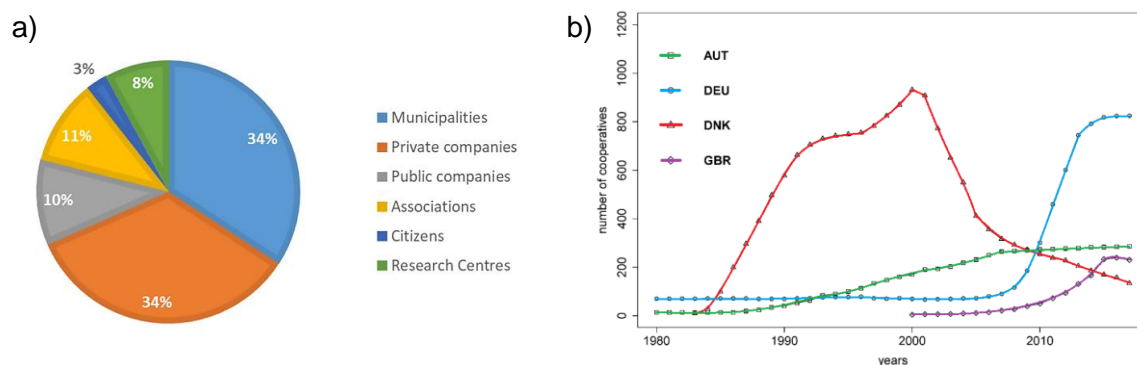 a)
3%
8%
34%
11%
10%
34%
Municipalities
Private companies
Public companies
Associations
Citizens
Research Centres
b)
number of cooperatives
1200
1000
800
600
400
200
0
AUT
DEU
DNK
GBR
1980
1990
2000
2010
years